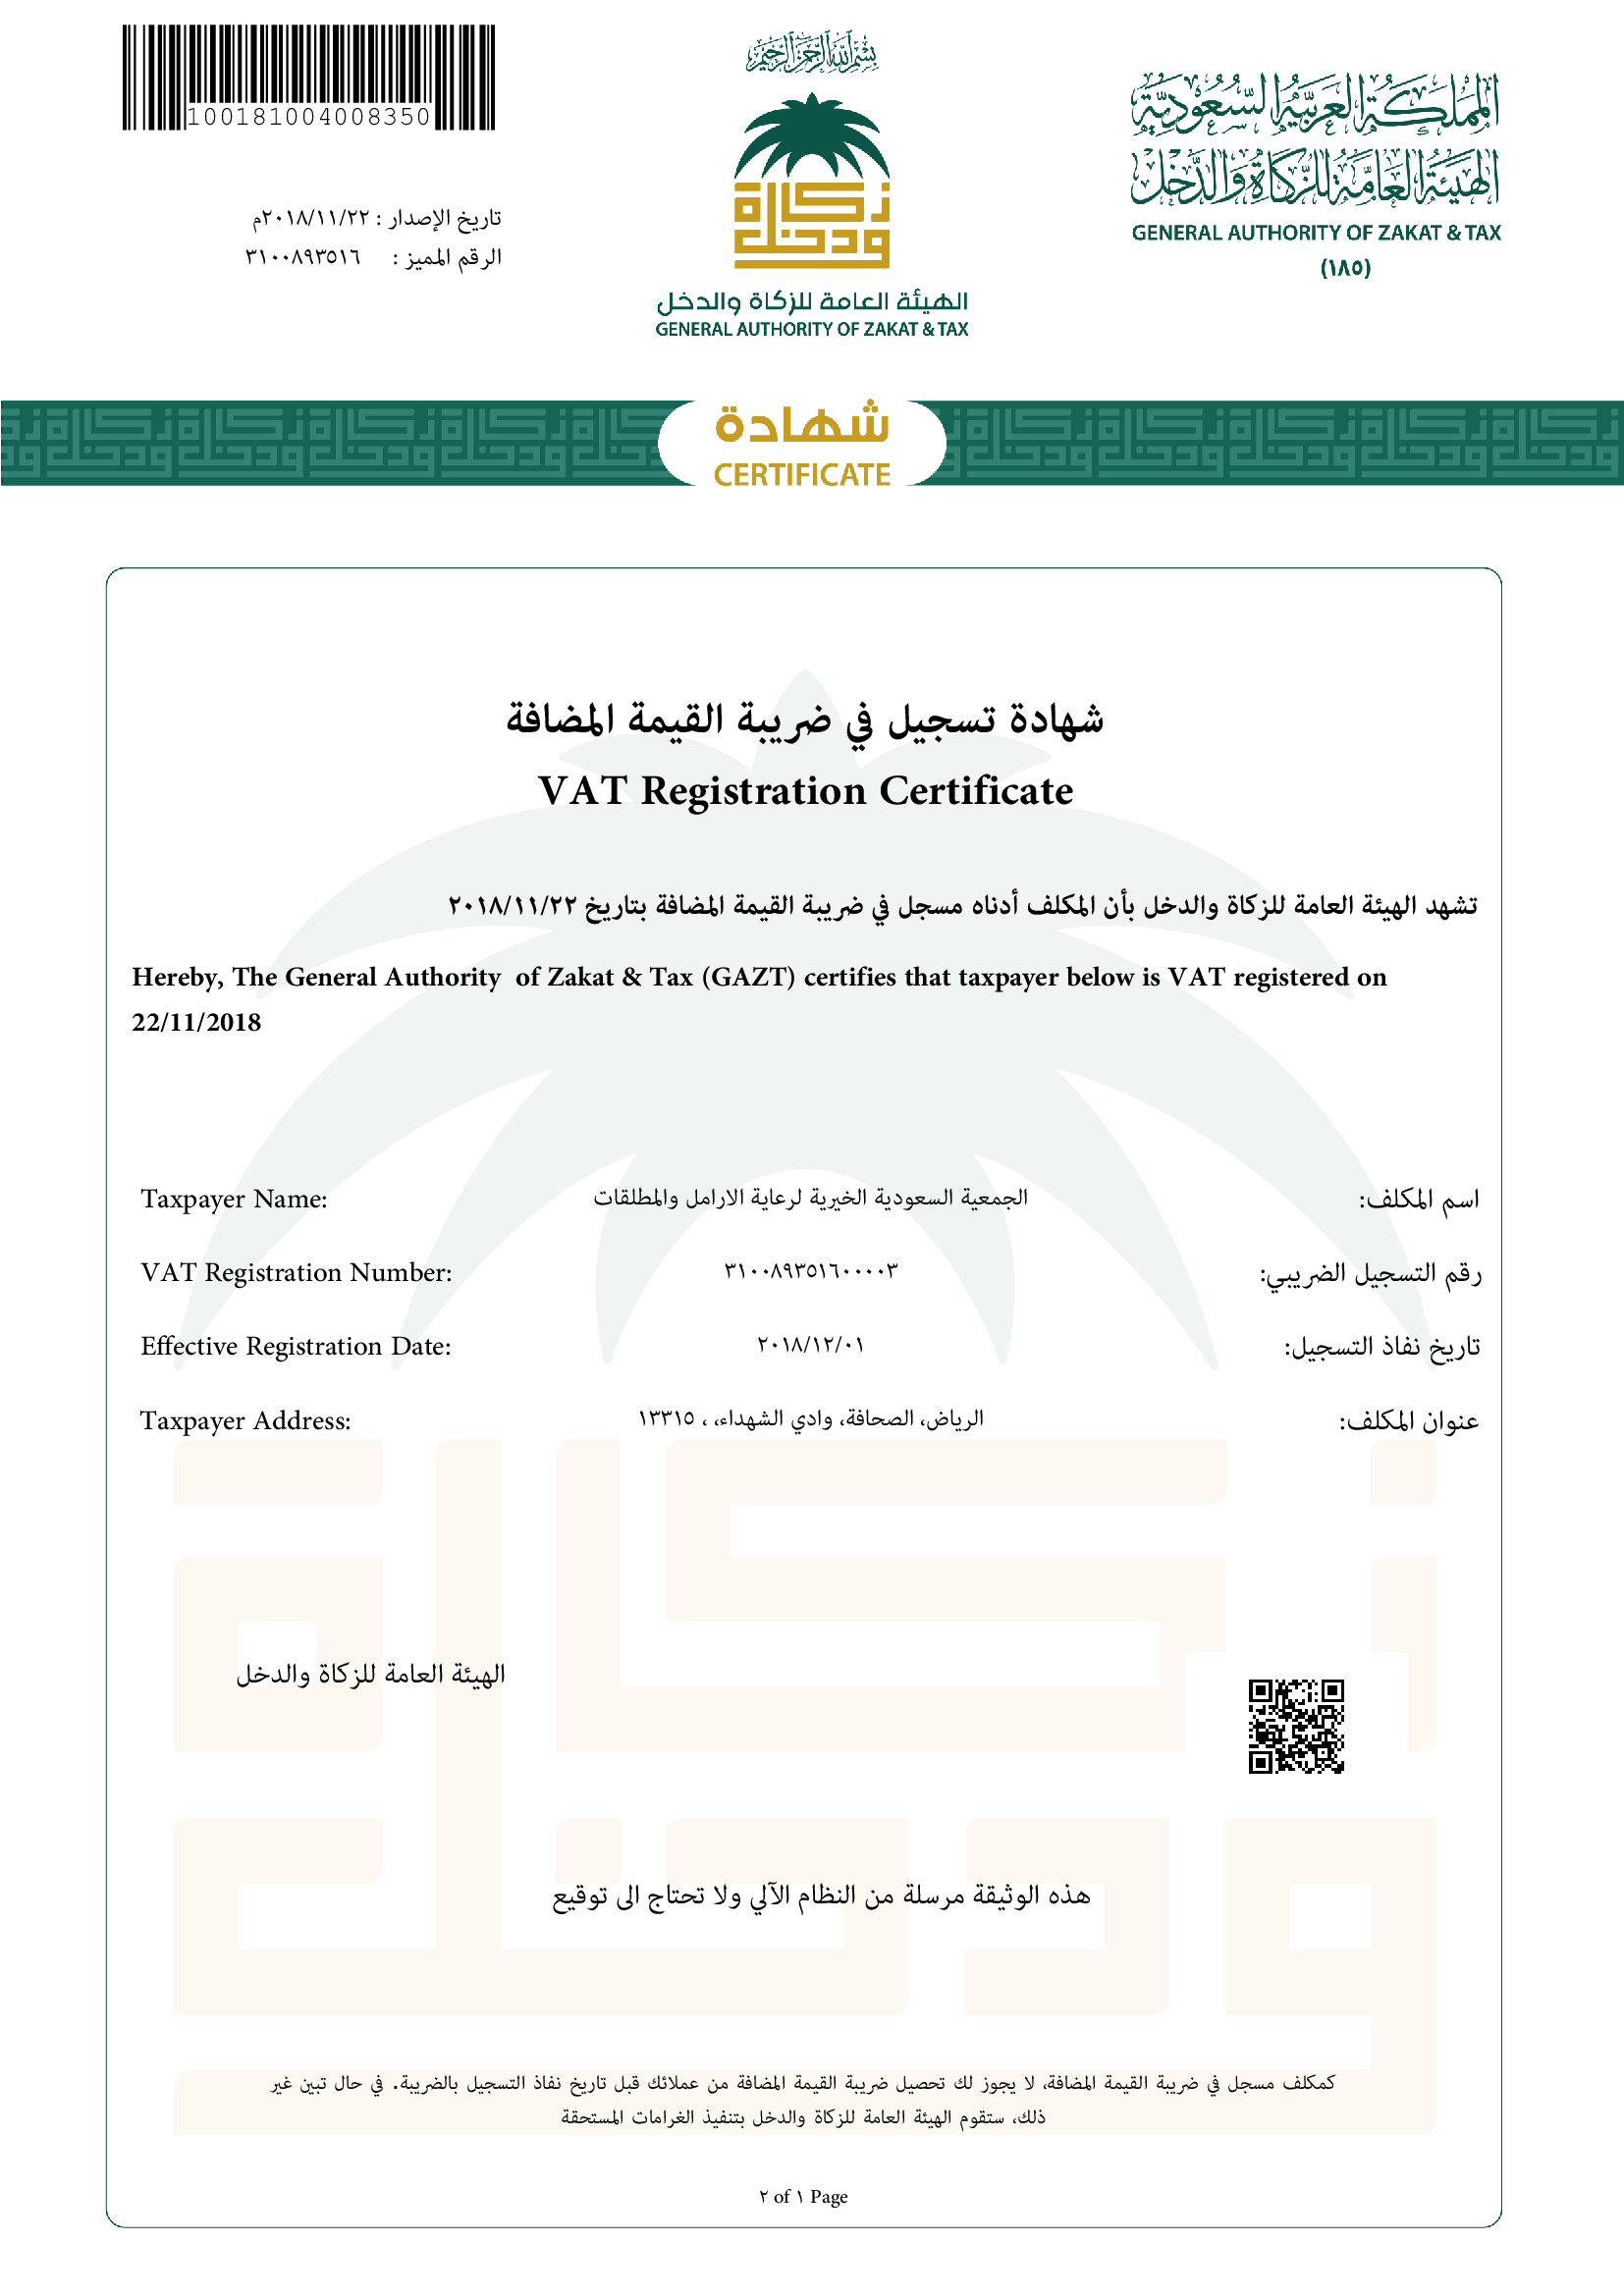 بسم الله الرحمن الرحيم
المملكة العربية السعودية
الهيئة العامة للزكاة والدخل
GENERAL AUTHORITY OF ZAKAT & TAX
(١٨٥)
زكاة
ودخل
الهيئة العامة للزكاة والدخل
GENERAL AUTHORITY OF ZAKAT & TAX
100181004008350
تاريخ الإصدار : ٢٠١٨/١١/٢٢م
الرقم المميز : ٣١٠٠٨٩٣٥١٦
شهادة
CERTIFICATE
شهادة تسجيل في ضريبة القيمة المضافة
VAT Registration Certificate
تشهد الهيئة العامة للزكاة والدخل بأن المكلف أدناه مسجل في ضريبة القيمة المضافة بتاريخ ٢٠١٨/١١/٢٢
Hereby, The General Authority of Zakat & Tax (GAZT) certifies that taxpayer below is VAT registered on
22/11/2018
اسم المكلف: الجمعية السعودية الخيرية لرعاية الارامل والمطلقات Taxpayer Name:
رقم التسجيل الضريبي: ٣١٠٠٨٩٣٥١٦٠٠٠٠٣ VAT Registration Number:
تاريخ نفاذ التسجيل: ٢٠١٨/١٢/٠١ Effective Registration Date:
عنوان المكلف: الرياض، الصحافة، وادي الشهداء، ، ١٣٣١٥ Taxpayer Address:
الهيئة العامة للزكاة والدخل
هذه الوثيقة مرسلة من النظام الآلي ولا تحتاج الى توقيع
كمكلف مسجل في ضريبة القيمة المضافة، لا يجوز لك تحصيل ضريبة القيمة المضافة من عملائك قبل تاريخ نفاذ التسجيل بالضريبة. في حال تبين غير
ذلك، ستقوم الهيئة العامة للزكاة والدخل بتنفيذ الغرامات المستحقة
٢ of ١ Page